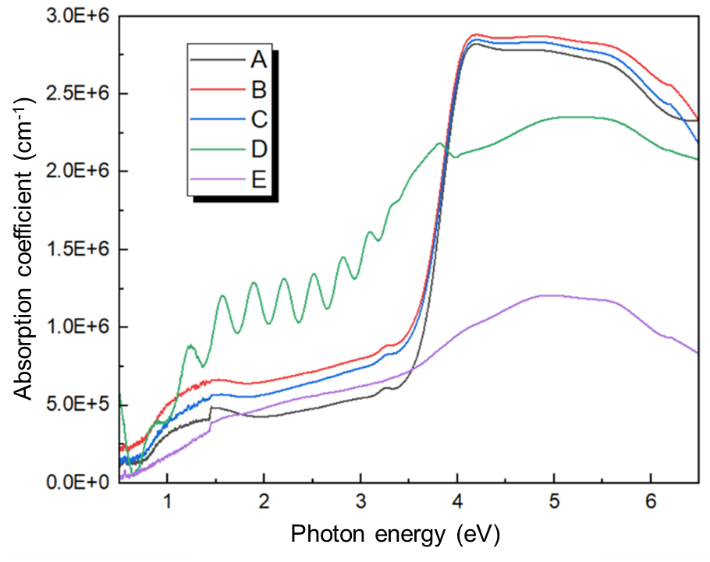 3.0E+6
2.5E+6
2.0E+6
1.5E+6
1.0E+6
5.0E+5
0.0E+0
Absorption coefficient (cm⁻¹)
A
B
C
D
E
1 2 3 4 5 6
Photon energy (eV)